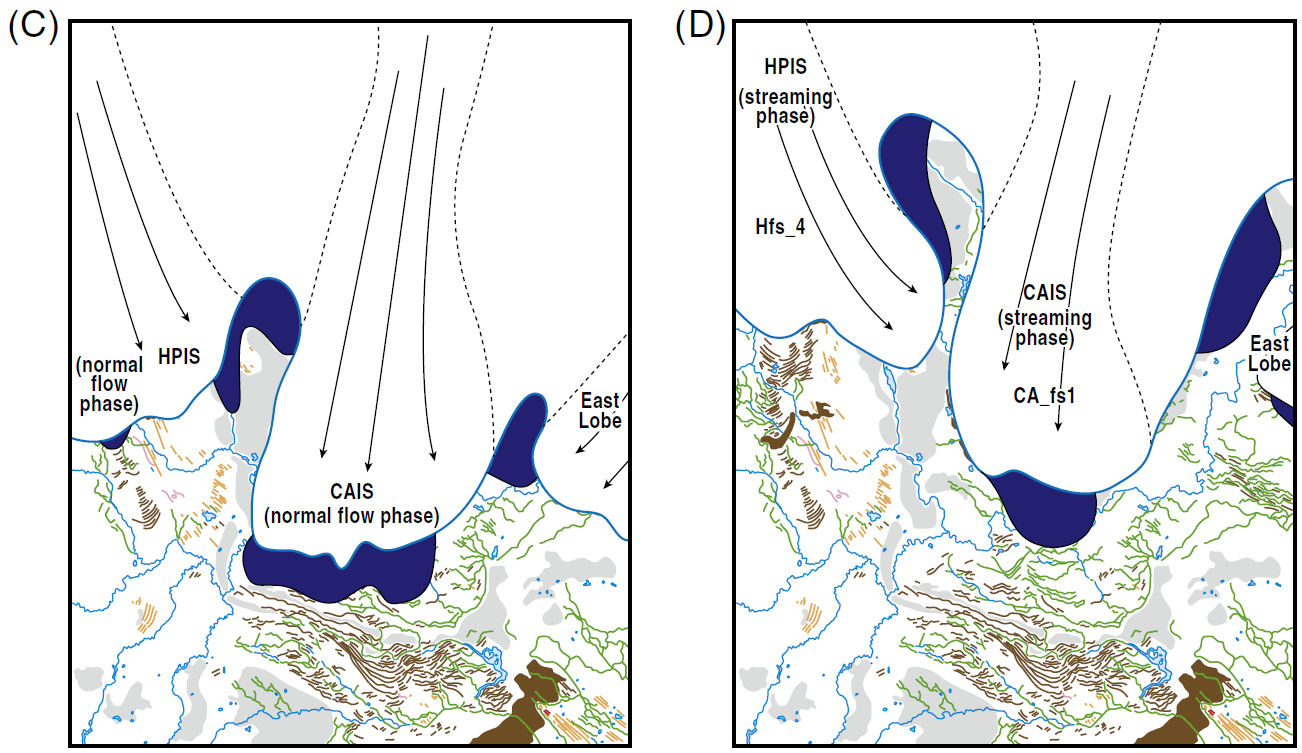 (C)
HPIS
(normal
flow
phase)
CAIS
(normal flow phase)
East
Lobe
(D)
HPIS
(streaming
phase)
Hfs_4
CAIS
(streaming
phase)
CA_fs1
East
Lobe